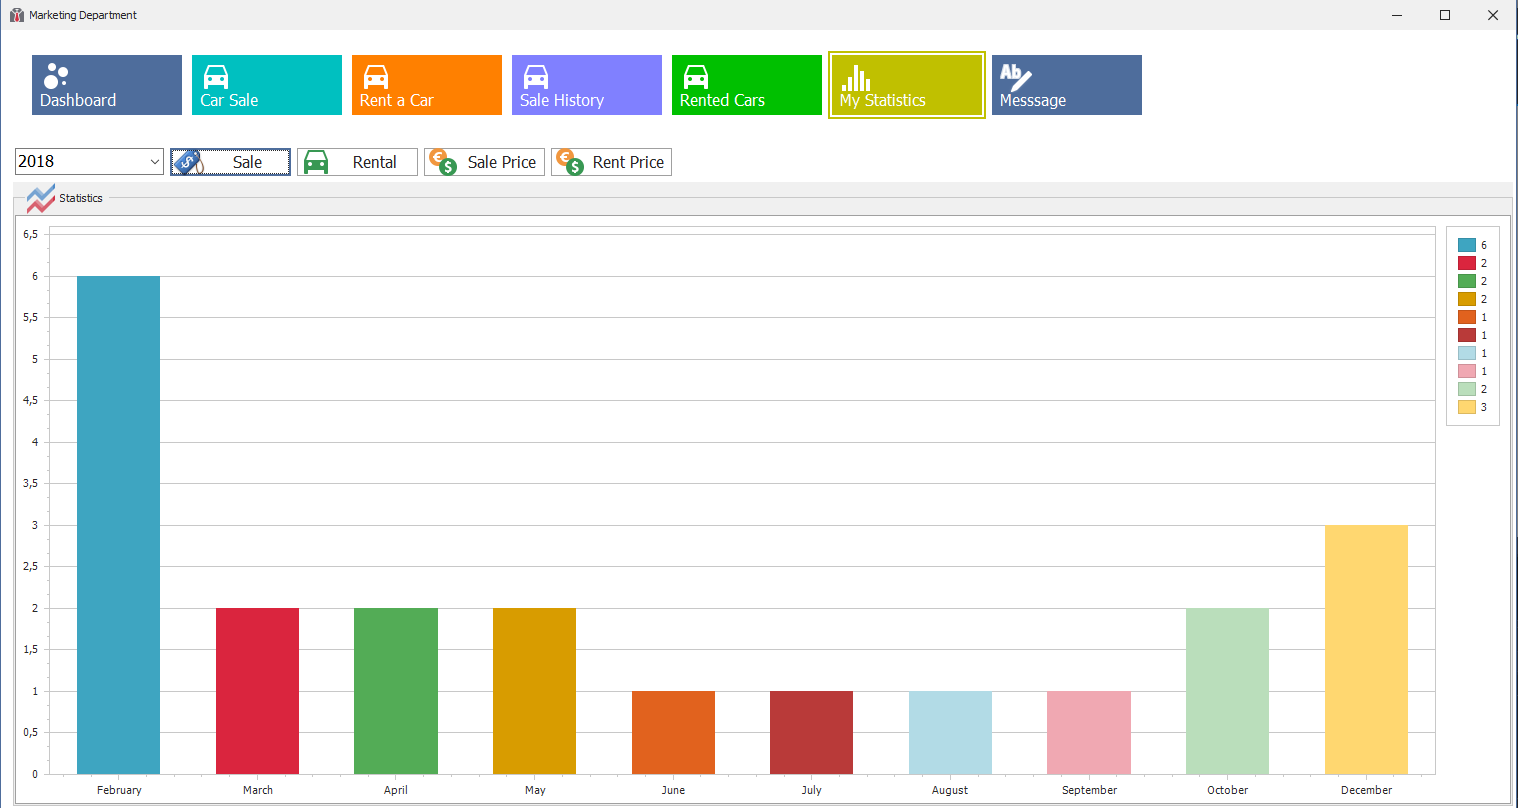 Marketing Department
Dashboard
Car Sale
Rent a Car
Sale History
Rented Cars
My Statistics
Ab
Messsage
2018
Sale
Rental
Sale Price
Rent Price
Statistics
6,5
6
5,5
5
4,5
4
3,5
3
2,5
2
1,5
1
0,5
0
February
March
April
May
June
July
August
September
October
December
6
2
2
2
1
1
1
1
2
3